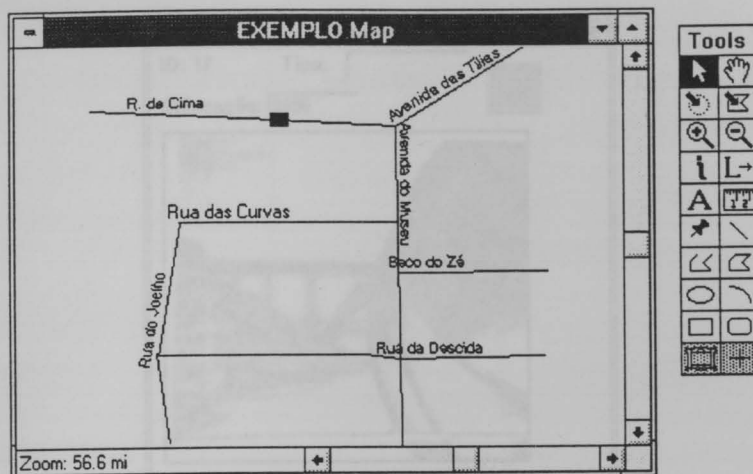 EXEMPLO Map
Tools
Avenida das Tílias
R. de Cima
Avenida do Museu
Rua das Curvas
Beco do Zé
Rua do Joelho
Rua da Descida
Zoom: 56.6 mi
i
L
A